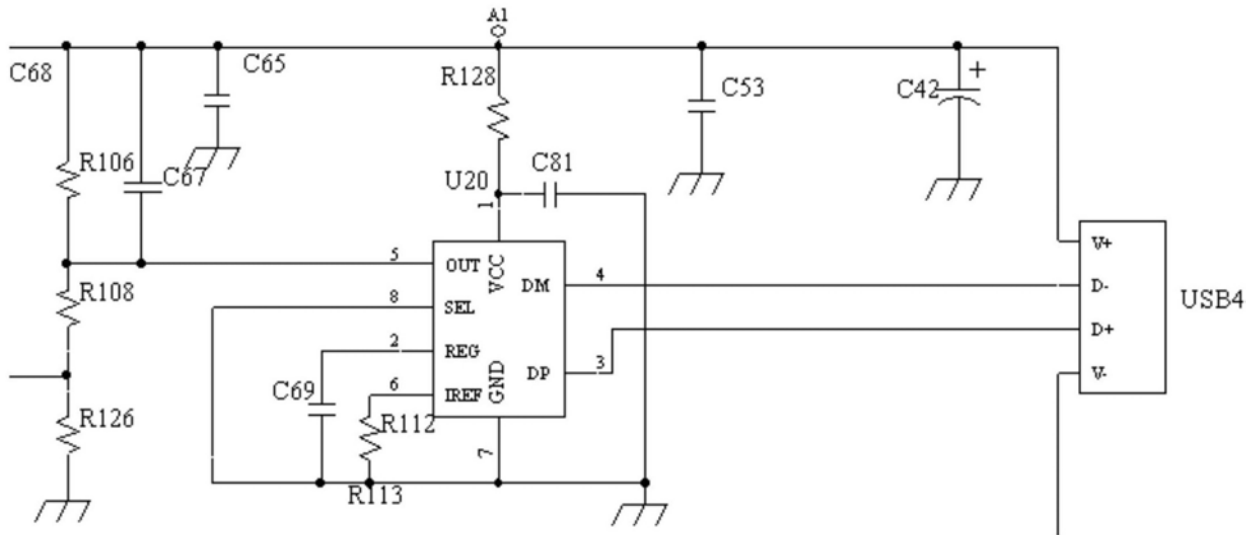 A1
C68
C65
R128
C53
C42
+
R106
C67
C81
U20
1
5
OUT
VCC
DM
4
V+
R108
8
SEL
D-
USB4
2
REG
D+
C69
6
IREF
GND
DP
3
V-
R126
R112
7
R113